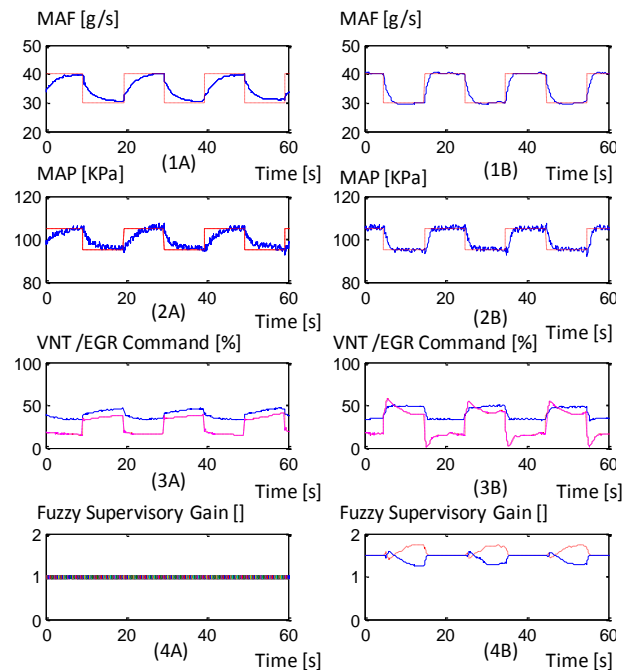 MAF [g/s]
50
40
30
20
0 20 40 60
(1A)
Time [s]
MAF [g/s]
50
40
30
20
0 20 40 60
(1B)
Time [s]
MAP [KPa]
120
100
80
0 20 40 60
(2A)
Time [s]
MAP [KPa]
120
100
80
0 20 40 60
(2B)
Time [s]
VNT /EGR Command [%]
100
50
0
0 20 40 60
(3A)
Time [s]
VNT /EGR Command [%]
100
50
0
0 20 40 60
(3B)
Time [s]
Fuzzy Supervisory Gain []
2
1
0
0 20 40 60
(4A)
Fuzzy Supervisory Gain []
2
1
0
0 20 40 60
(4B)